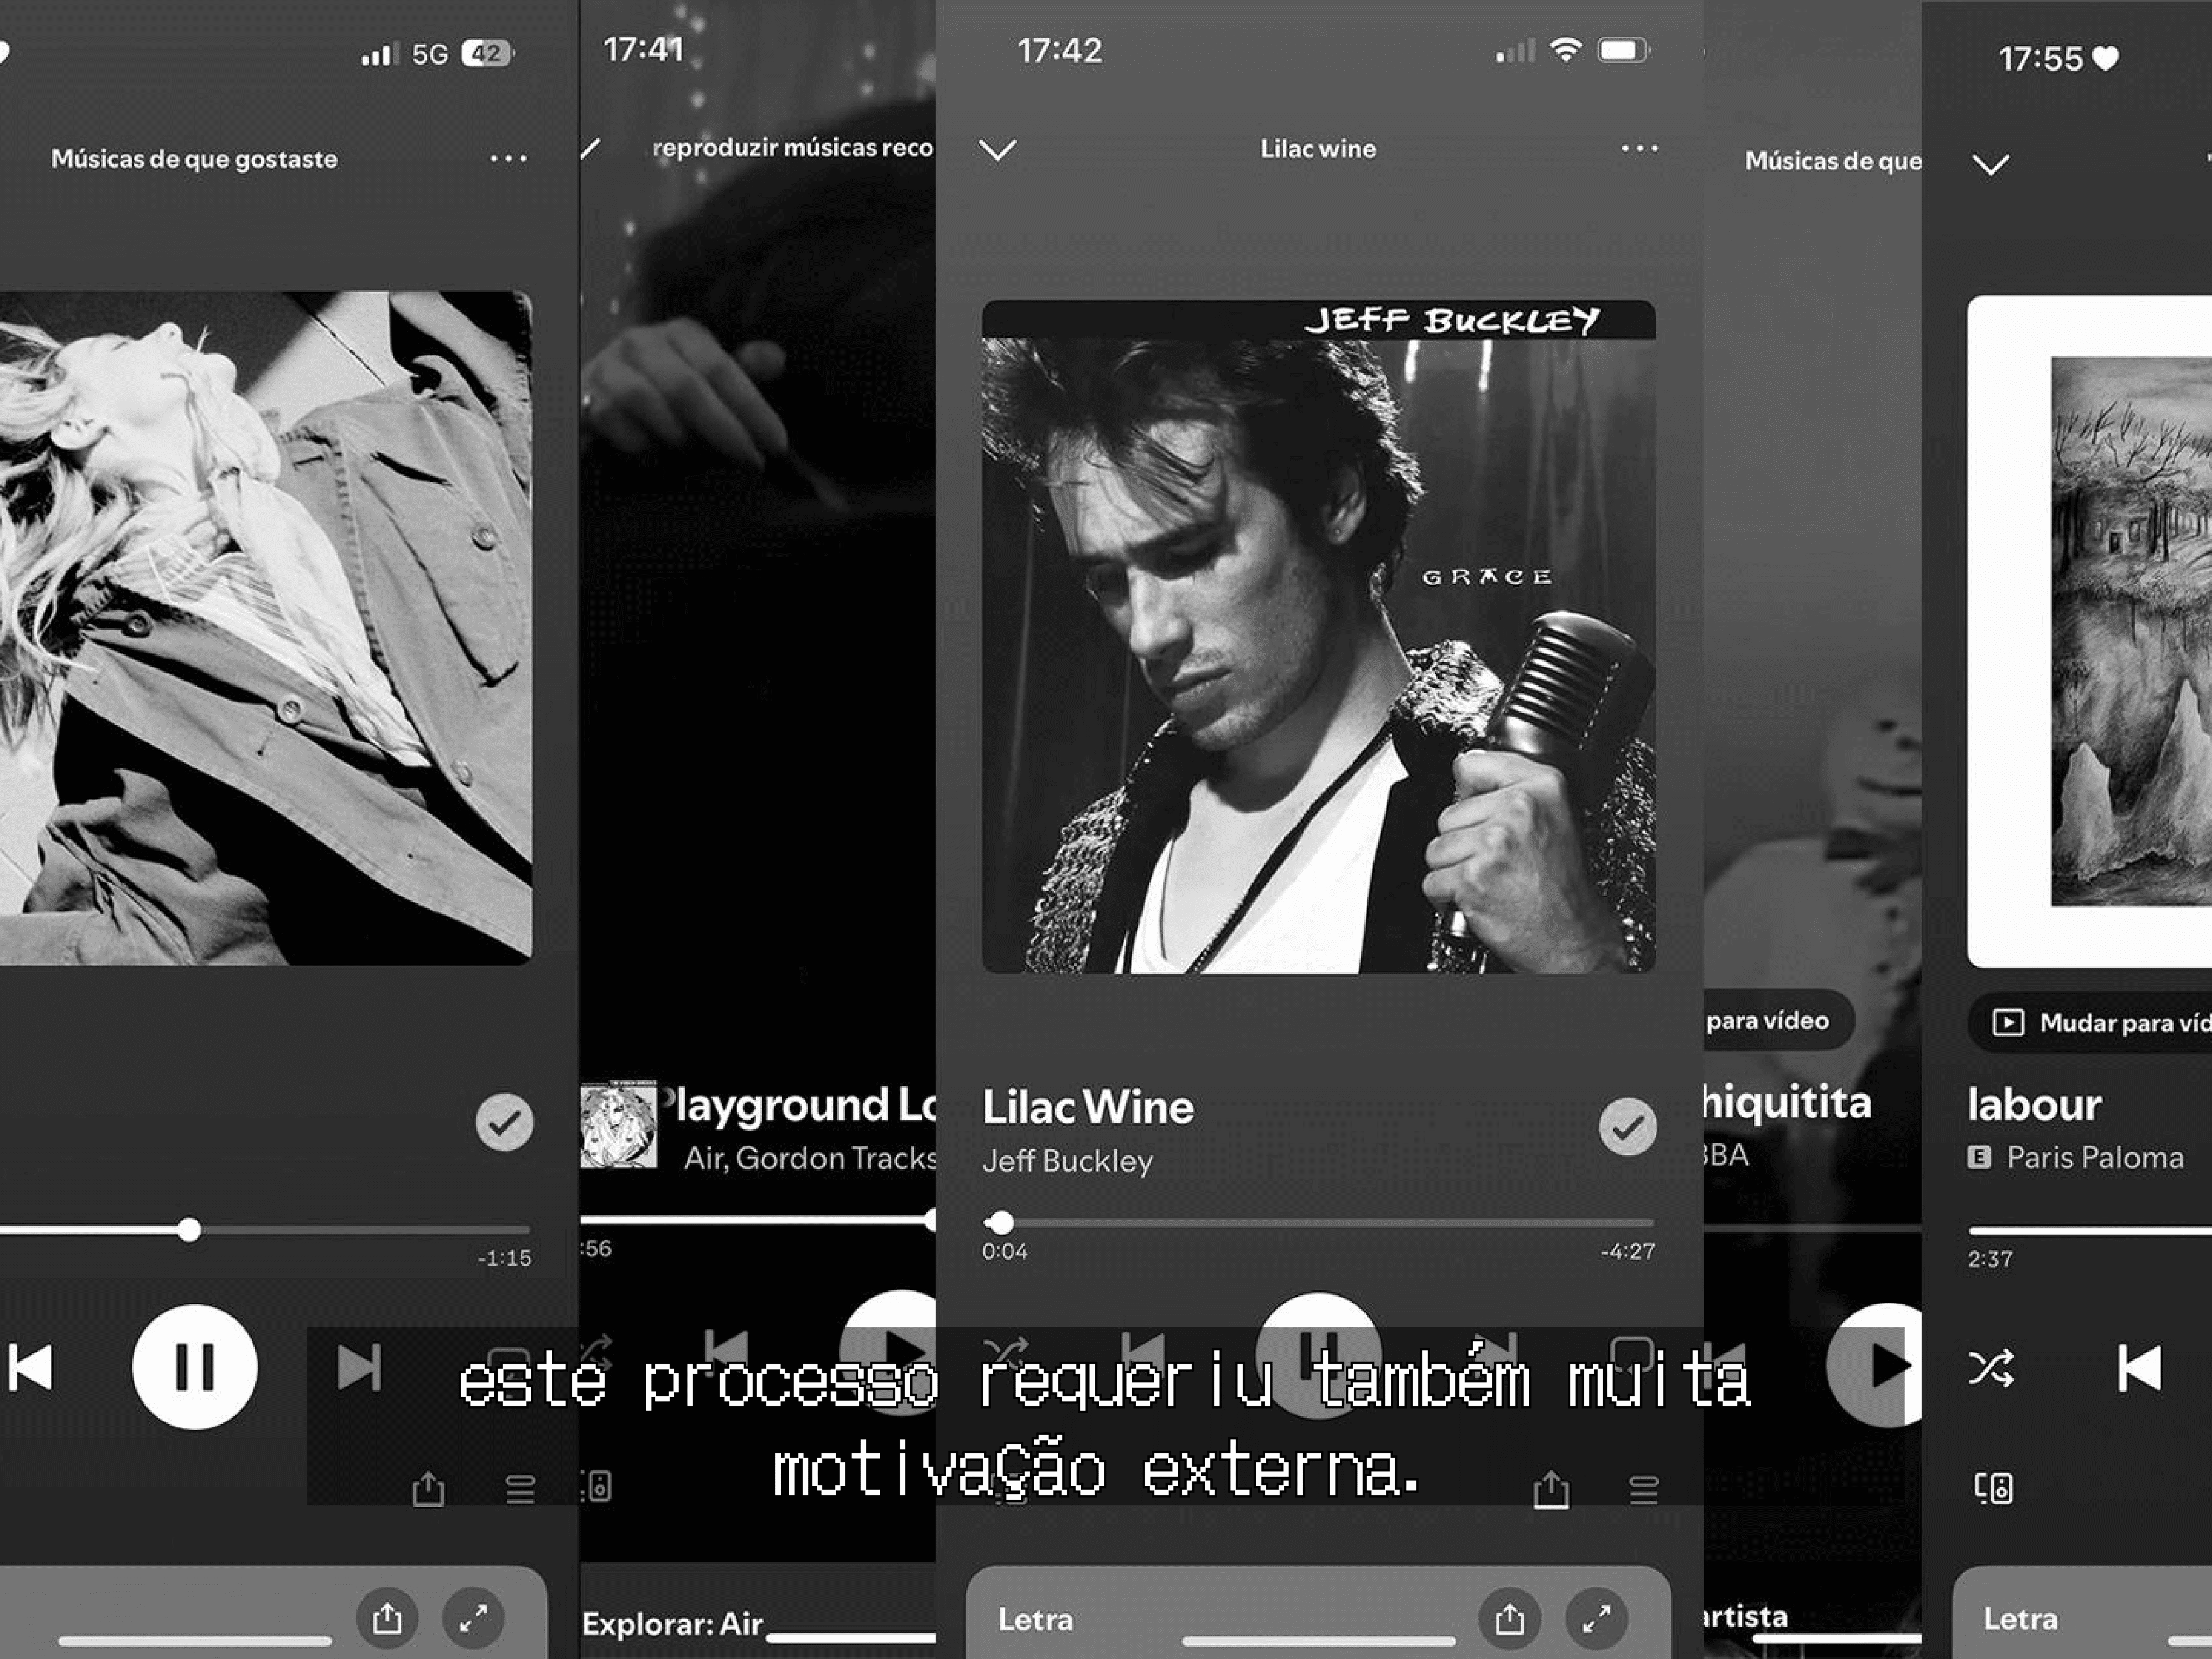 5G 42
Músicas de que gostaste
-1:15
17:41
reproduzir músicas reco
layground Lo
Air, Gordon Tracks
:56
Explorar: Air
17:42
Lilac wine
JEFF BUCKLEY
GRACE
Lilac Wine
Jeff Buckley
0:04
-4:27
Letra
Músicas de que
para vídeo
hiquitita
BBA
artista
17:55
Mudar para víd
labour
E Paris Paloma
2:37
Letra
este processo requeriu também muita
motivação externa.